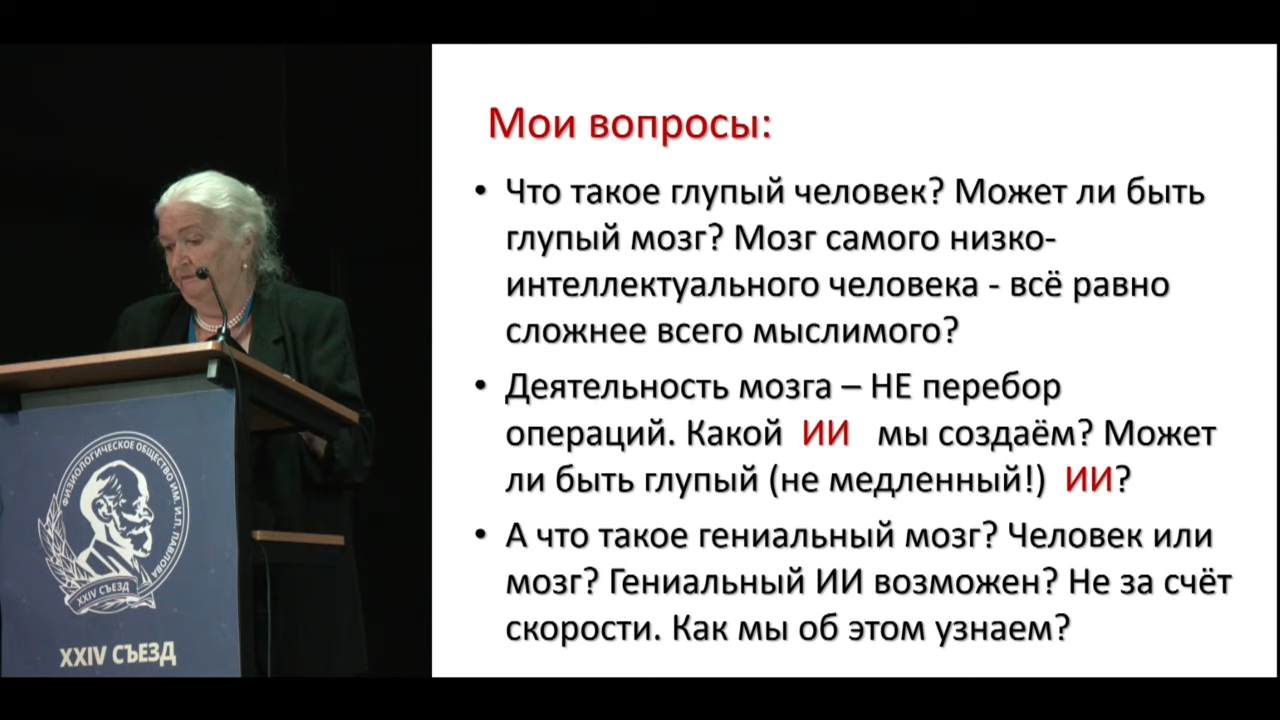 Мои вопросы:
• Что такое глупый человек? Может ли быть
глупый мозг? Мозг самого низко-
интеллектуального человека - всё равно
сложнее всего мыслимого?
• Деятельность мозга – НЕ перебор
операций. Какой ИИ мы создаём? Может
ли быть глупый (не медленный!) ИИ?
• А что такое гениальный мозг? Человек или
мозг? Гениальный ИИ возможен? Не за счёт
скорости. Как мы об этом узнаем?
ФИЗИОЛОГИЧЕСКОЕ ОБЩЕСТВО ИМ. И.П. ПАВЛОВА
XXIV СЪЕЗД
XXIV СЪЕЗД